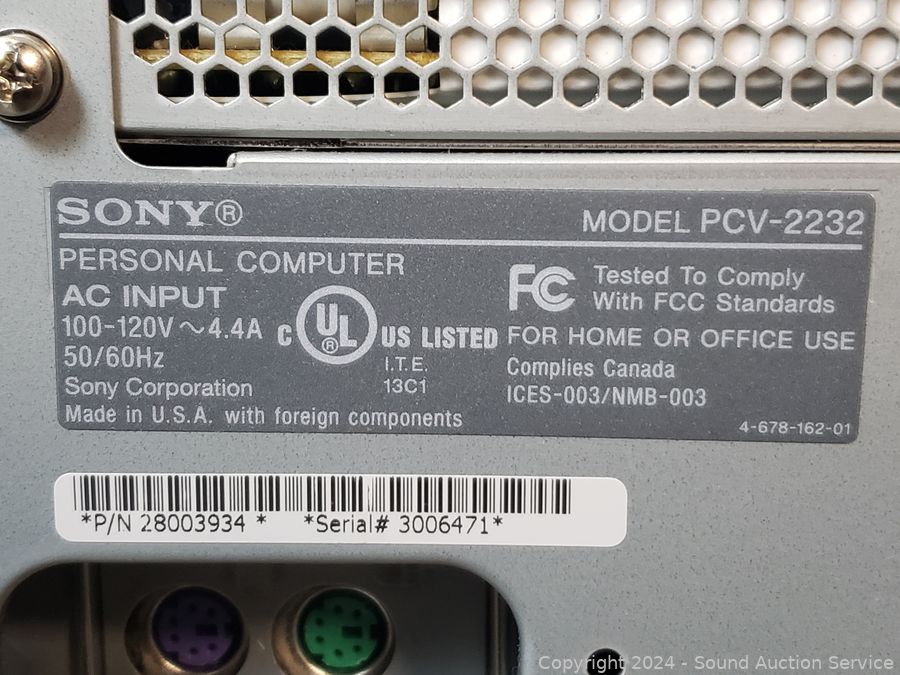 SONY®
MODEL PCV-2232
PERSONAL COMPUTER
AC INPUT
100-120V～4.4A
50/60Hz
Sony Corporation
Made in U.S.A. with foreign components
C UL® US LISTED
I.T.E.
13C1
FC Tested To Comply
With FCC Standards
FOR HOME OR OFFICE USE
Complies Canada
ICES-003/NMB-003
4-678-162-01
*P/N 28003934 * *Serial# 3006471*
Copyright © 2024 - Sound Auction Service